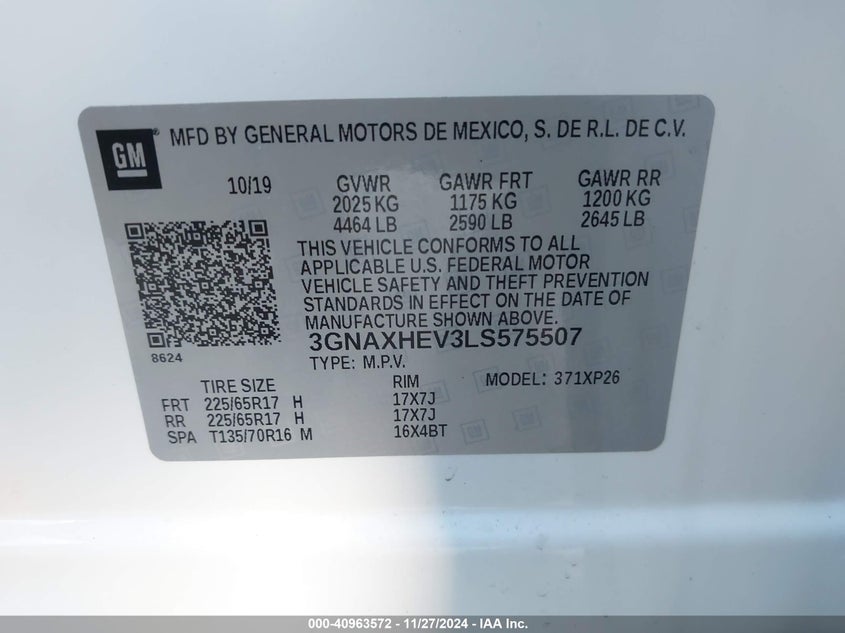 GM
®
MFD BY GENERAL MOTORS DE MEXICO, S. DE R.L. DE C.V.
10/19 GVWR GAWR FRT GAWR RR
2025 KG 1175 KG 1200 KG
4464 LB 2590 LB 2645 LB
THIS VEHICLE CONFORMS TO ALL
APPLICABLE U.S. FEDERAL MOTOR
VEHICLE SAFETY AND THEFT PREVENTION
STANDARDS IN EFFECT ON THE DATE OF
MANUFACTURE SHOWN ABOVE.
8624
3GNAXHEV3LS575507
TYPE: M.P.V.
TIRE SIZE RIM MODEL: 371XP26
FRT 225/65R17 H 17X7J
RR 225/65R17 H 17X7J
SPA T135/70R16 M 16X4BT
000-40963572 - 11/27/2024 - IAA Inc.